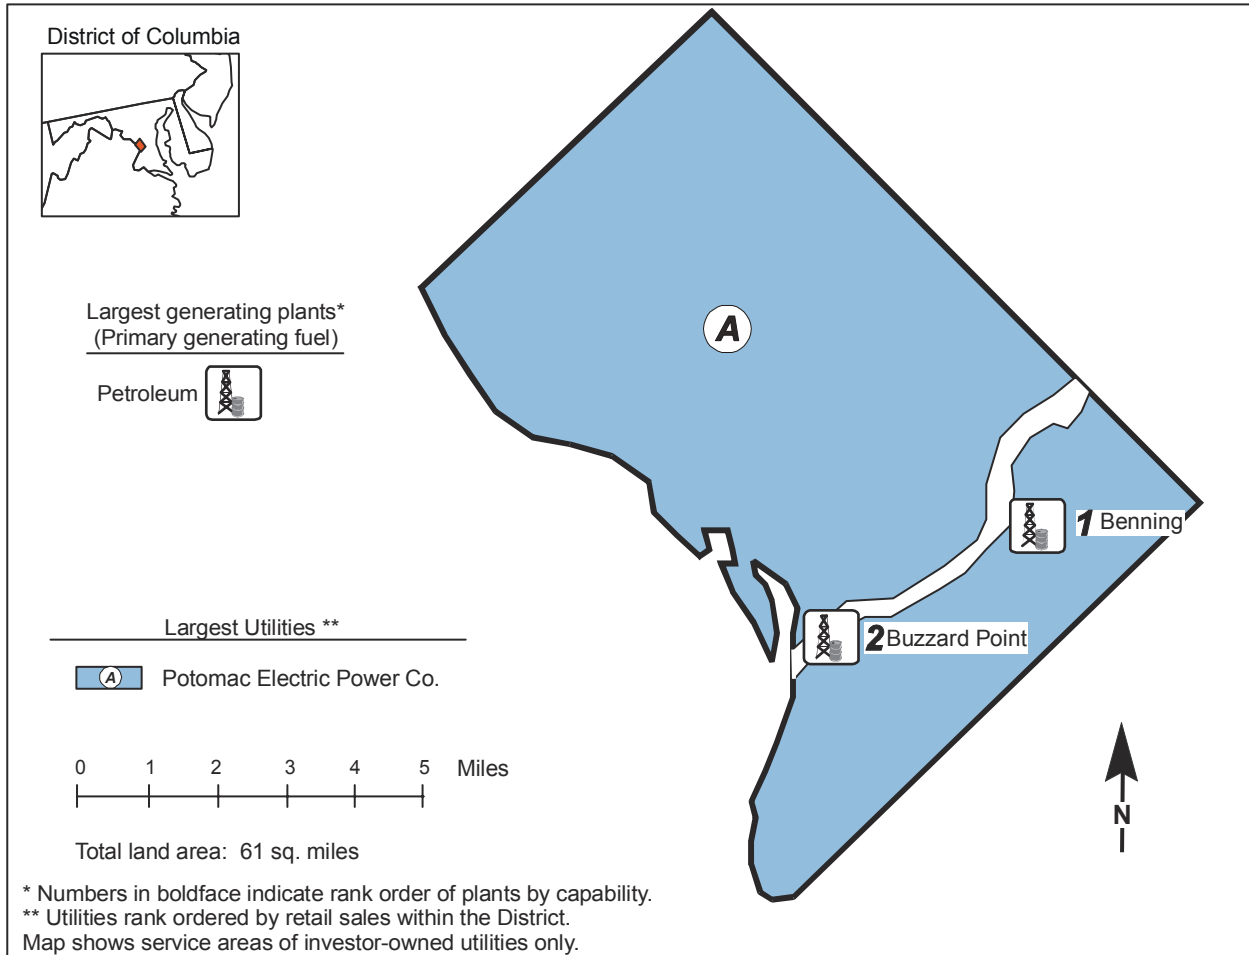 District of Columbia
A
Largest generating plants*
(Primary generating fuel)
Petroleum
1 Benning
2 Buzzard Point
Largest Utilities **
A Potomac Electric Power Co.
0 1 2 3 4 5 Miles
N
Total land area: 61 sq. miles
* Numbers in boldface indicate rank order of plants by capability.
** Utilities rank ordered by retail sales within the District.
Map shows service areas of investor-owned utilities only.